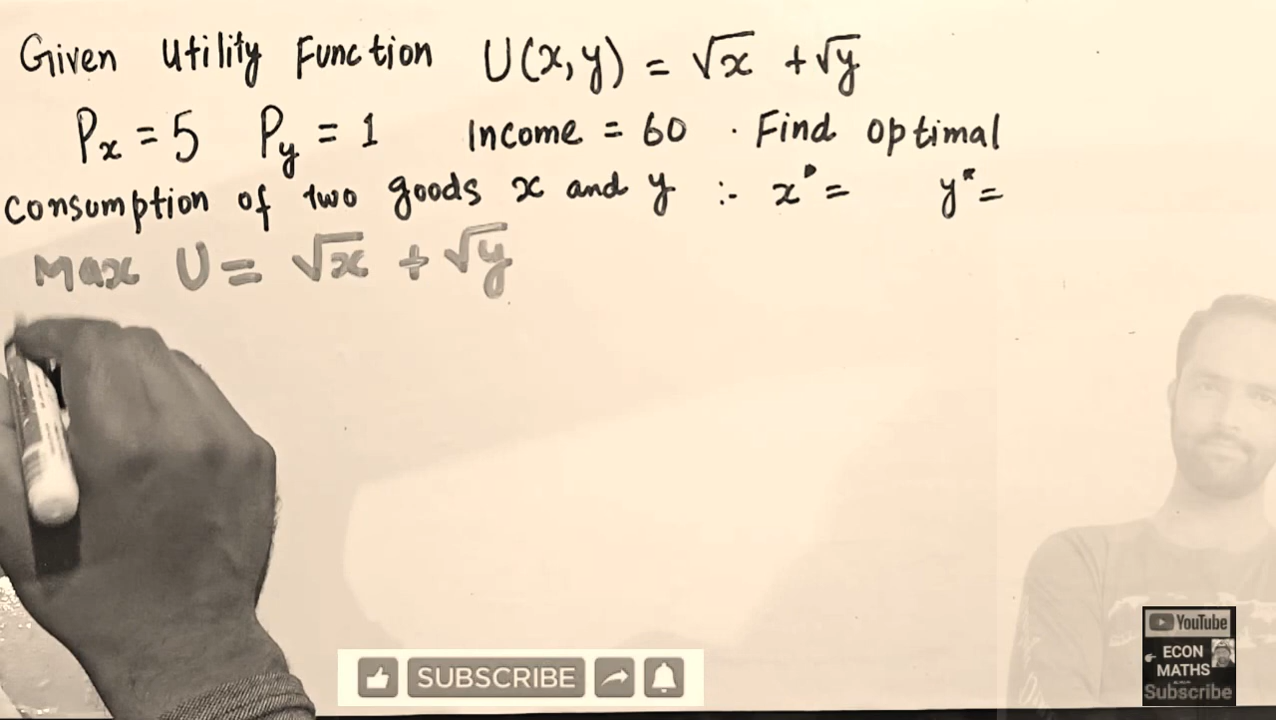 Given Utility Function U(x,y) = √x + √y
Px = 5 Py = 1 Income = 60 . Find optimal
consumption of two goods x and y :- x* = y* =
Max U = √x + √y
SUBSCRIBE
YouTube
ECON
MATHS
Subscribe